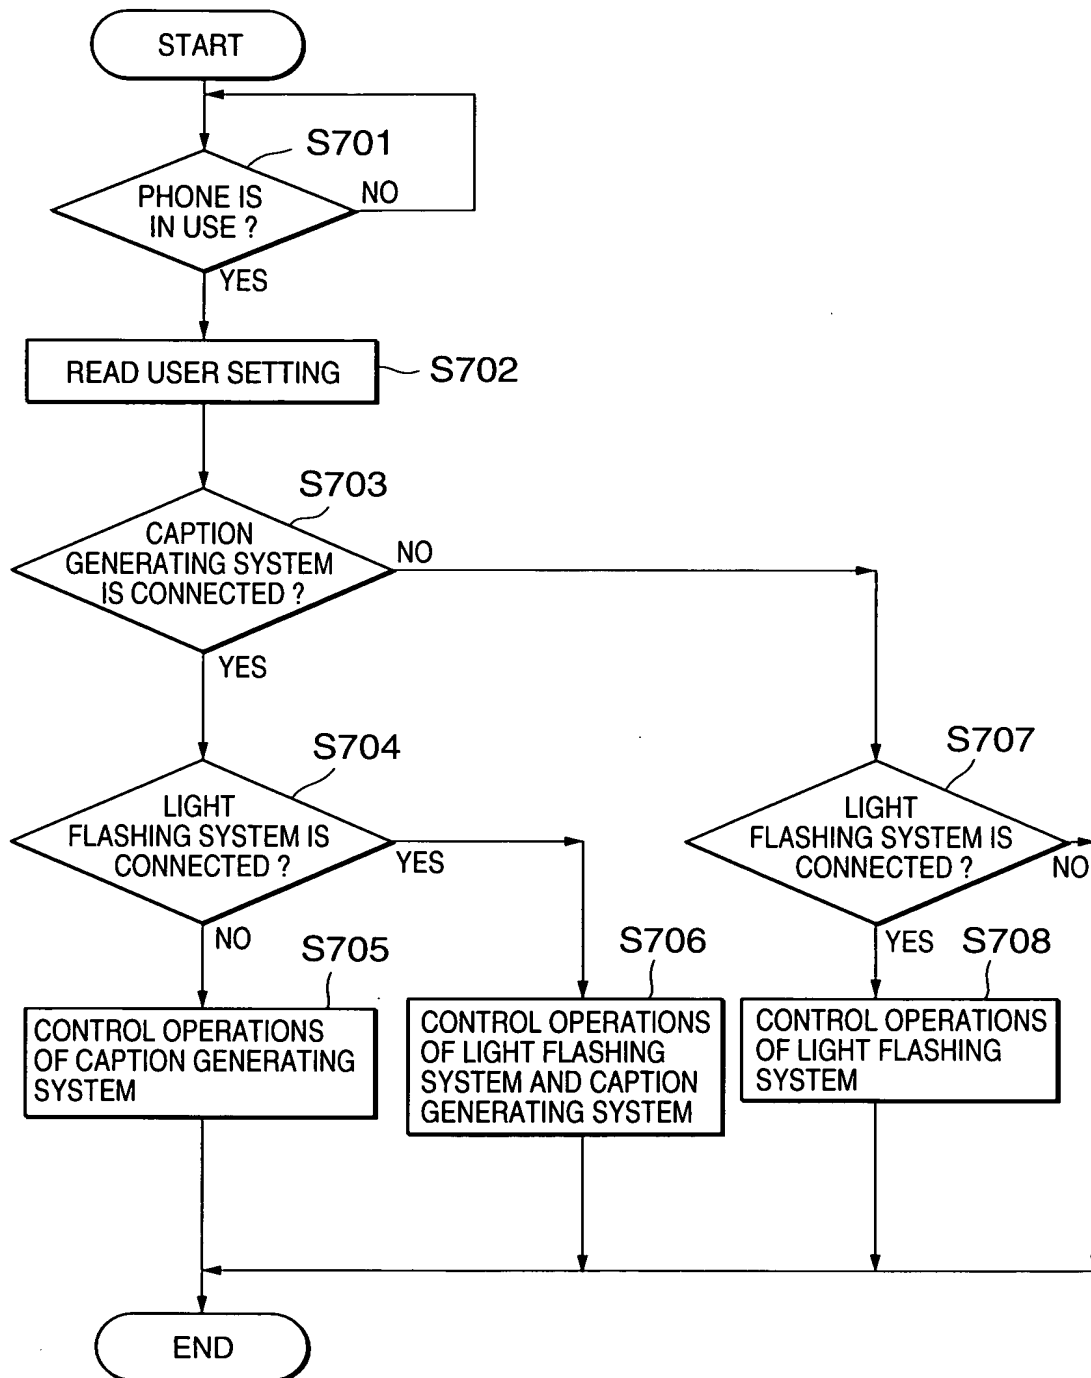 START
S701
PHONE IS
IN USE ?
NO
YES
READ USER SETTING
S702
S703
CAPTION
GENERATING SYSTEM
IS CONNECTED ?
NO
YES
S704
LIGHT
FLASHING SYSTEM IS
CONNECTED ?
YES
NO
S707
LIGHT
FLASHING SYSTEM IS
CONNECTED ?
NO
YES
S705
CONTROL OPERATIONS
OF CAPTION GENERATING
SYSTEM
S706
CONTROL OPERATIONS
OF LIGHT FLASHING
SYSTEM AND CAPTION
GENERATING SYSTEM
S708
CONTROL OPERATIONS
OF LIGHT FLASHING
SYSTEM
END